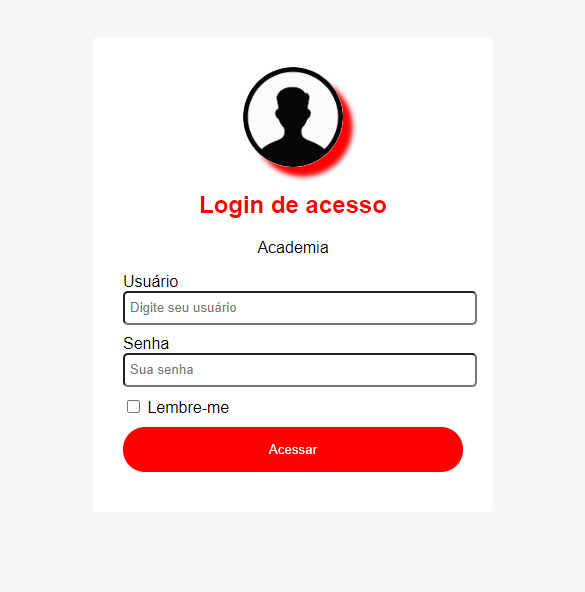 Login de acesso
Academia
Usuário
Digite seu usuário
Senha
Sua senha
Lembre-me
Acessar